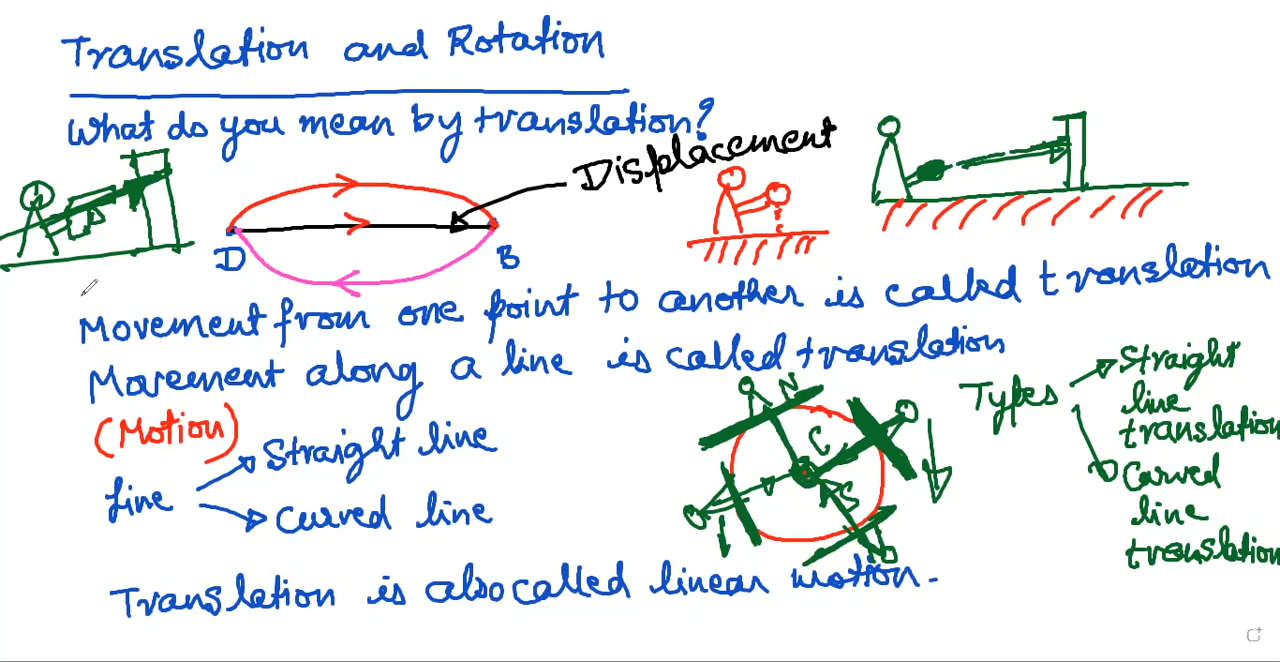 Translation and Rotation
What do you mean by translation?
Displacement
D
B
Movement from one point to another is called translation
Movement along a line is called translation
(Motion)
Line
Straight line
Curved line
N
C
S
Types
Straight
line
translation
Curved
line
translation
Translation is also called linear motion.